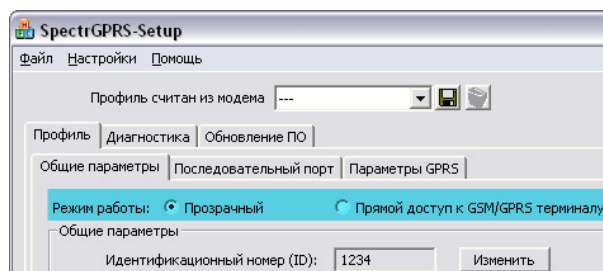 SpectrGPRS-Setup
Файл Настройки Помощь
Профиль считан из модема ---
Профиль Диагностика Обновление ПО
Общие параметры Последовательный порт Параметры GPRS
Режим работы: Прозрачный Прямой доступ к GSM/GPRS терминалу
Общие параметры
Идентификационный номер (ID): 1234 Изменить